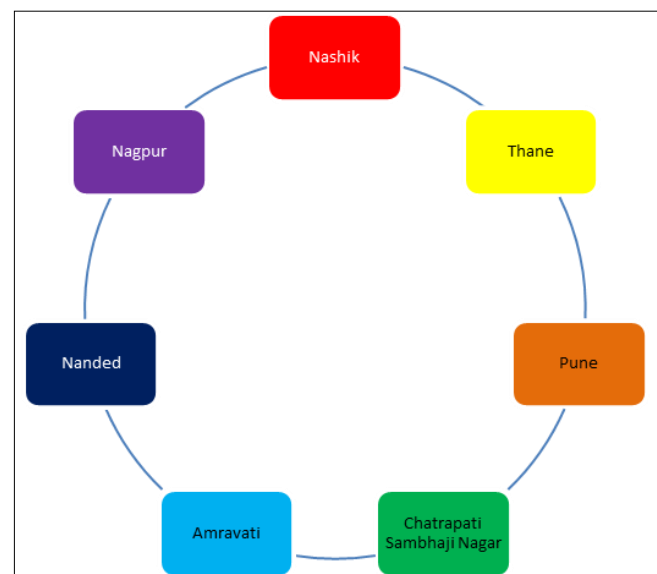 Nashik
Thane
Pune
Chatrapati
Sambhaji Nagar
Amravati
Nanded
Nagpur